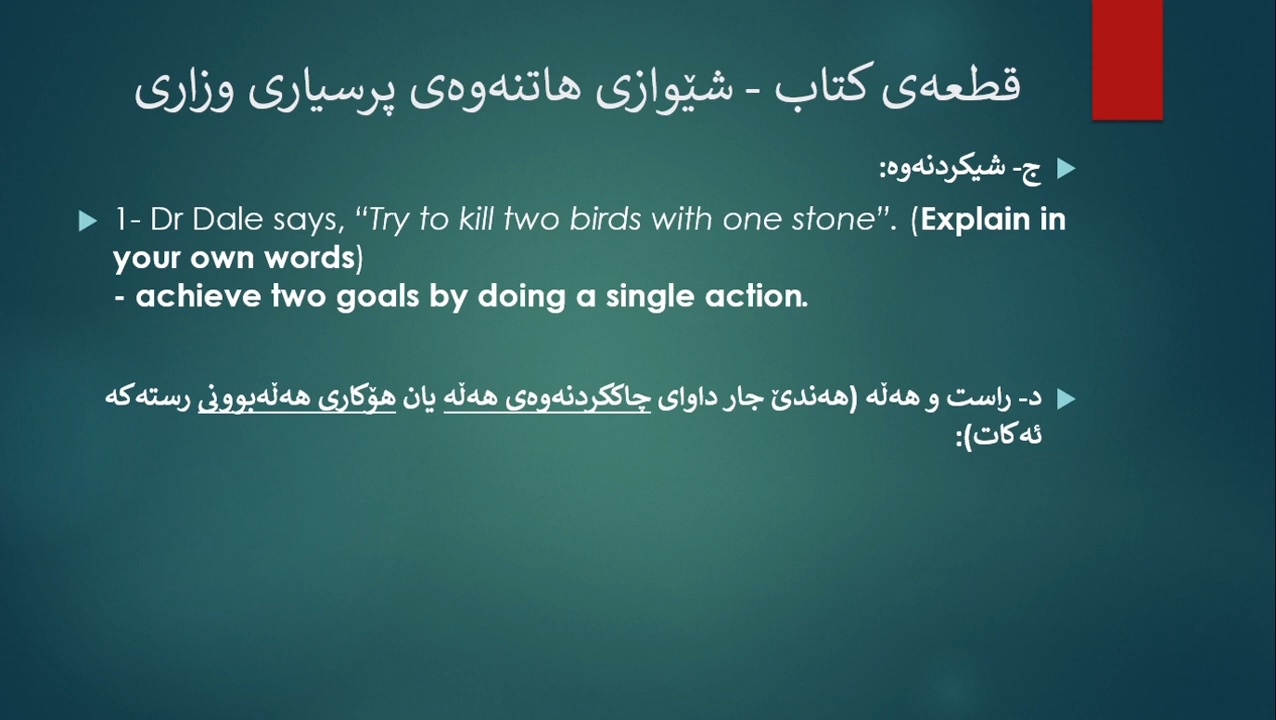 قطعەی کتاب - شێوازی هاتنەوەی پرسیاری وزاری
ج- شیکردنەوە:
1- Dr Dale says, “Try to kill two birds with one stone”. (Explain in
your own words)
- achieve two goals by doing a single action.
د- راست و هەڵە (هەندێ جار داوای چاککردنەوەی هەڵە یان هۆکاری هەڵەبوونی رستەکە
ئەکات):